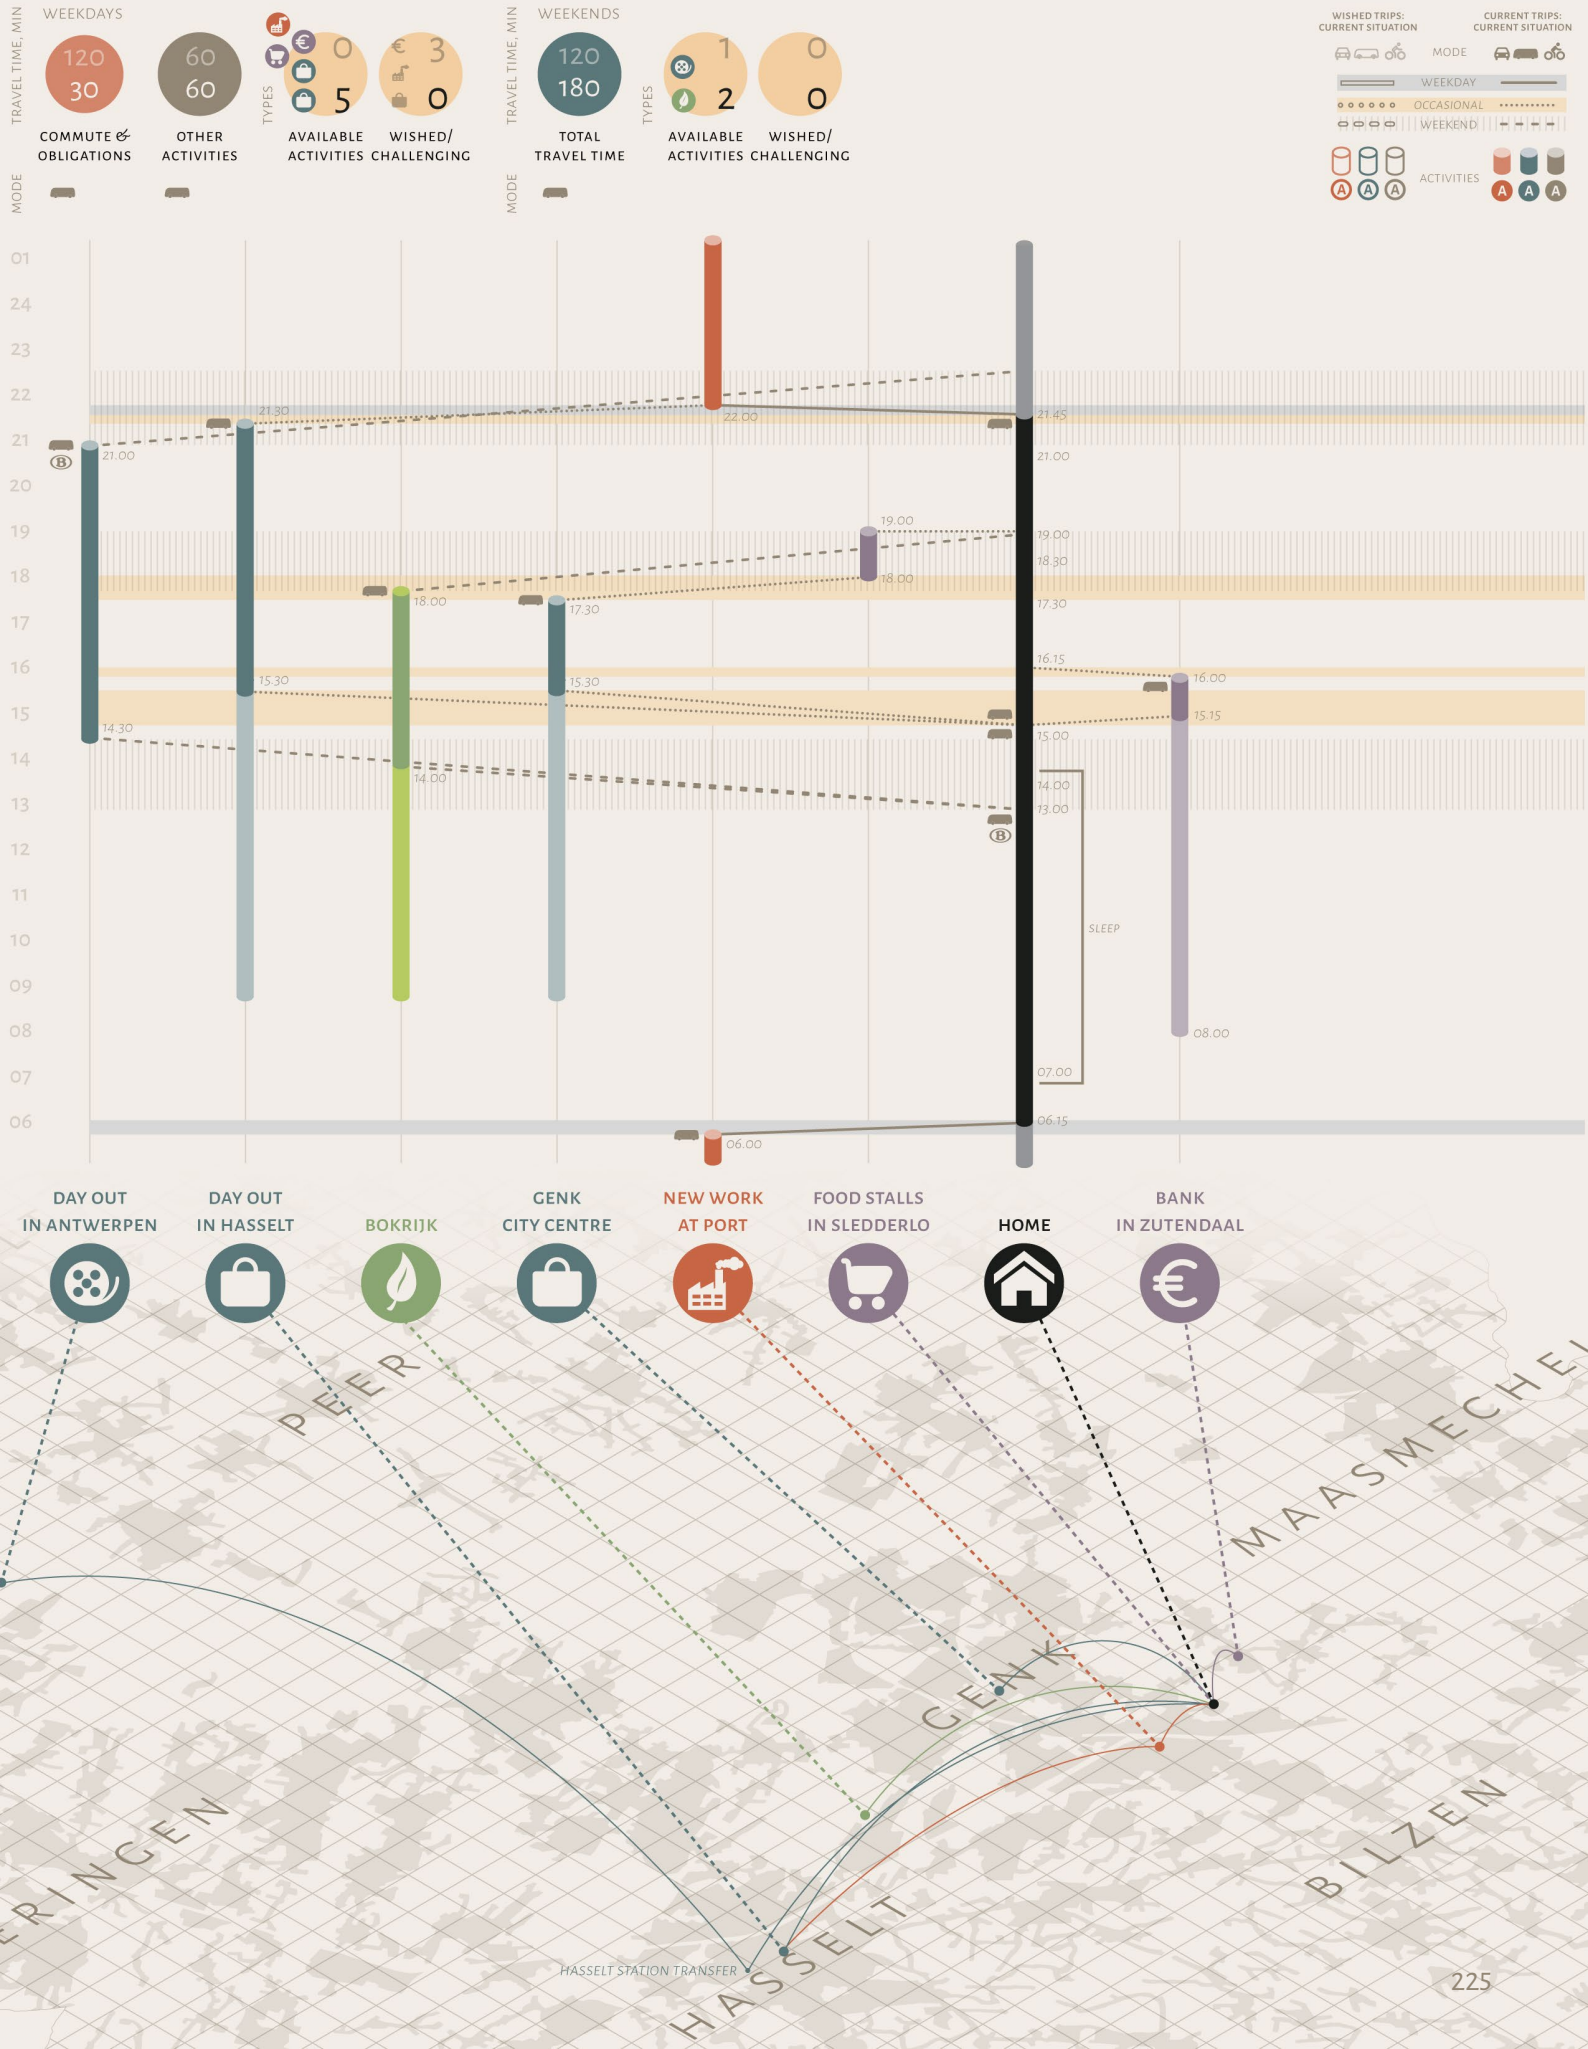 WEEKDAYS
TRAVEL TIME, MIN
120
30
60
60
TYPES
€
0
5
€
3
0
COMMUTE &
OBLIGATIONS
OTHER
ACTIVITIES
AVAILABLE
ACTIVITIES
WISHED/
CHALLENGING
MODE
WEEKENDS
TRAVEL TIME, MIN
120
180
TYPES
1
2
0
0
TOTAL
TRAVEL TIME
AVAILABLE
ACTIVITIES
WISHED/
CHALLENGING
MODE
WISHED TRIPS:
CURRENT SITUATION
CURRENT TRIPS:
CURRENT SITUATION
MODE
WEEKDAY
OCCASIONAL
WEEKEND
ACTIVITIES
A A A
A A A
01
24
23
22
21
20
19
18
17
16
15
14
13
12
11
10
09
08
07
06
B
21.00
14.30
21.30
15.30
18.00
14.00
17.30
15.30
22.00
06.00
19.00
18.00
21.45
21.00
19.00
18.30
17.30
16.15
15.00
14.00
13.00
B
SLEEP
07.00
06.15
16.00
15.15
08.00
DAY OUT
IN ANTWERPEN
DAY OUT
IN HASSELT
BOKRIJK
GENK
CITY CENTRE
NEW WORK
AT PORT
FOOD STALLS
IN SLEDDERLO
HOME
BANK
IN ZUTENDAAL
€
PEER
MAASMECHEL
GENK
BILZEN
ERINGEN
HASSELT
HASSELT STATION TRANSFER
225